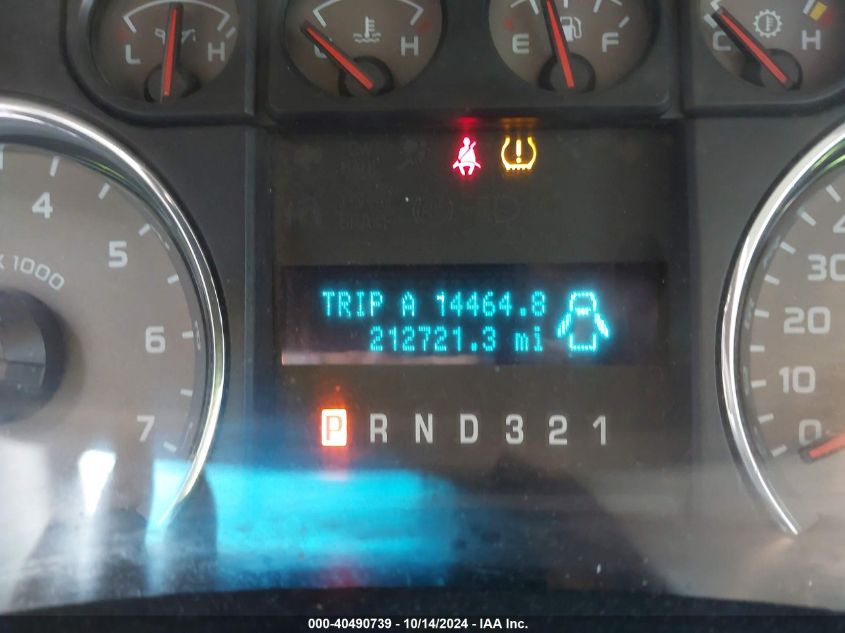 L H
H
E F
C H
4
5
x 1000
6
7
TRIP A 14464.8
212721.3 mi
P R N D 3 2 1
30
20
10
0
000-40490739 - 10/14/2024 - IAA Inc.